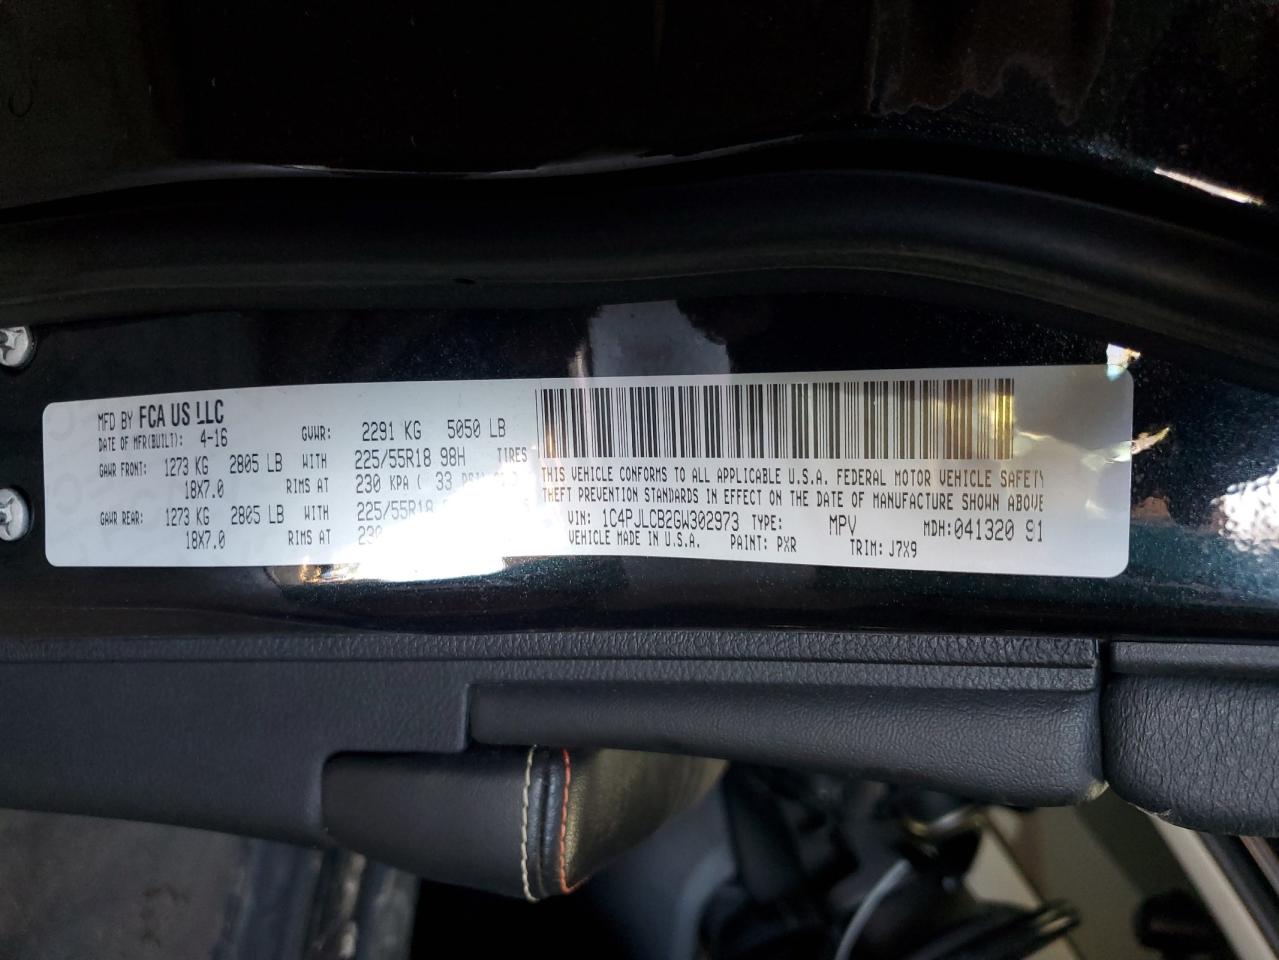 MFD BY FCA US LLC
DATE OF MFR(BUILT): 4-16 GVWR: 2291 KG 5050 LB
GAWR FRONT: 1273 KG 2805 LB WITH 225/55R18 98H TIRES
18X7.0 RIMS AT 230 KPA ( 33 PSI)
GAWR REAR: 1273 KG 2805 LB WITH 225/55R18
18X7.0 RIMS AT 230
THIS VEHICLE CONFORMS TO ALL APPLICABLE U.S.A. FEDERAL MOTOR VEHICLE SAFETY
THEFT PREVENTION STANDARDS IN EFFECT ON THE DATE OF MANUFACTURE SHOWN ABOVE
VIN: 1C4PJLCB2GW302973 TYPE: MPV MDH: 041320 91
VEHICLE MADE IN U.S.A. PAINT: PXR TRIM: J7X9